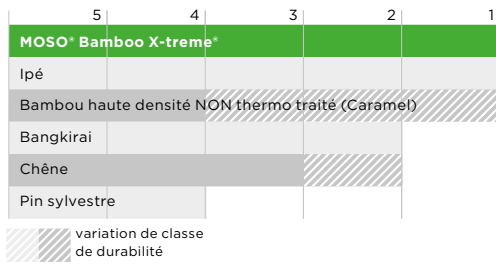 5 4 3 2 1
MOSO® Bamboo X-treme®
Ipé
Bambou haute densité NON thermo traité (Caramel)
Bangkirai
Chêne
Pin sylvestre
variation de classe
de durabilité